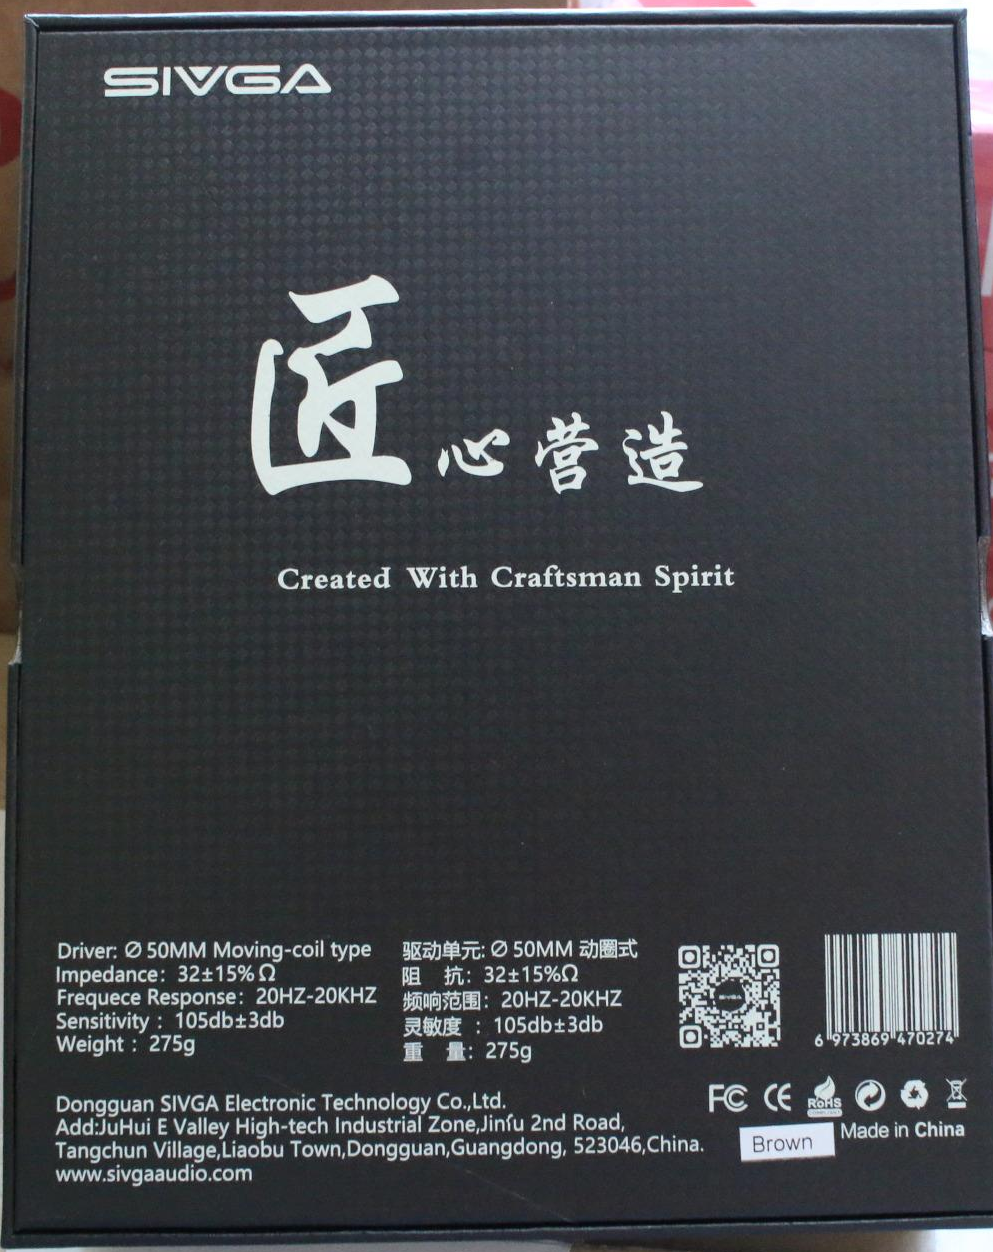 SIVGA
匠心营造
Created With Craftsman Spirit
Driver: Ø 50MM Moving-coil type
Impedance: 32±15%Ω
Frequece Response: 20HZ-20KHZ
Sensitivity : 105db±3db
Weight : 275g
驱动单元: Ø 50MM 动圈式
阻 抗: 32±15%Ω
频响范围: 20HZ-20KHZ
灵敏度 : 105db±3db
重 量: 275g
SIVGA
6 973869 470274
Dongguan SIVGA Electronic Technology Co.,Ltd.
Add:JuHui E Valley High-tech Industrial Zone,Jinfu 2nd Road,
Tangchun Village,Liaobu Town,Dongguan,Guangdong, 523046,China.
www.sivgaaudio.com
FC CE RoHS
COMPLIANCE
Brown
Made in China